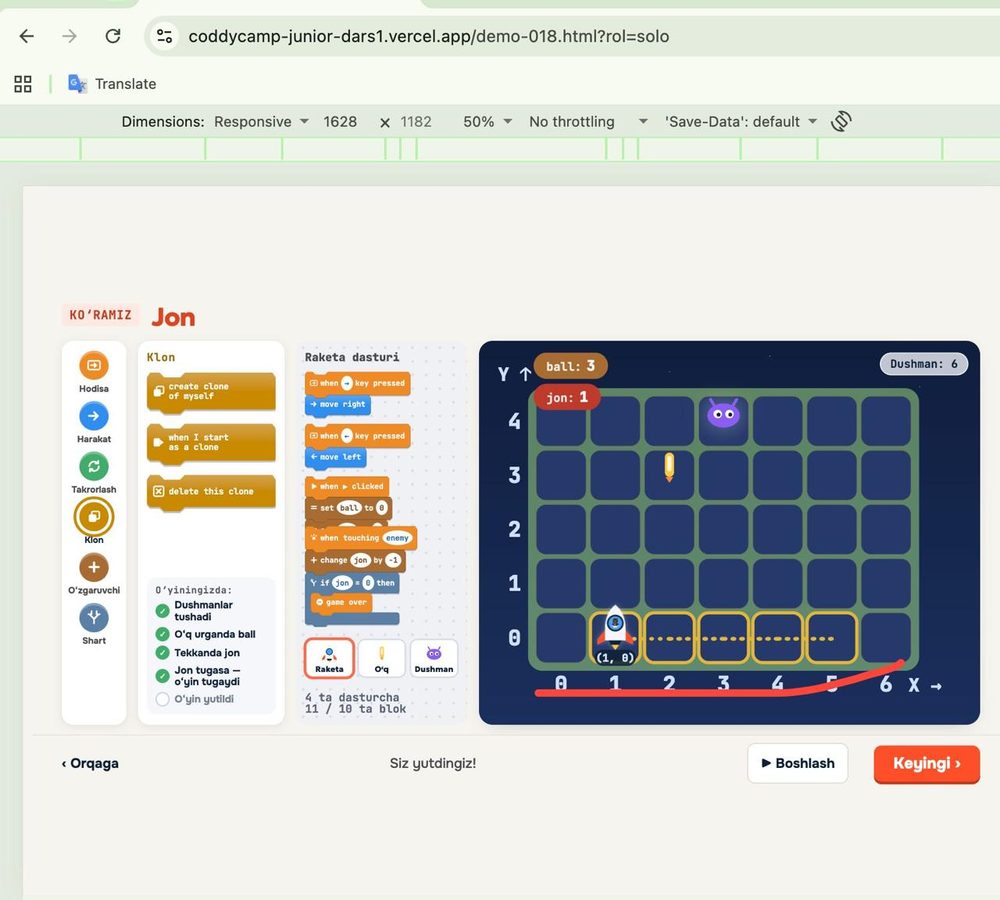 coddycamp-junior-dars1.vercel.app/demo-018.html?rol=solo
Translate
Dimensions: Responsive 1628 × 1182 50% No throttling 'Save-Data': default
KO‘RAMIZ Jon
Hodisa
Harakat
Takrorlash
Klon
O‘zgaruvchi
Shart
Klon
create clone
of myself
when I start
as a clone
delete this clone
O‘yiningizda:
Dushmanlar
tushadi
O‘q urganda ball
Tekkanda jon
Jon tugasa —
o‘yin tugaydi
O‘yin yutildi
Raketa dasturi
when → key pressed
→ move right
when ← key pressed
← move left
when ▶ clicked
= set ball to 0
when touching enemy
+ change jon by -1
if jon = 0 then
game over
Raketa
O‘q
Dushman
4 ta dasturcha
11 / 10 ta blok
Y ↑
ball: 3
jon: 1
Dushman: 6
4
3
2
1
0
(1, 0)
0 1 2 3 4 5 6 X →
‹ Orqaga
Siz yutdingiz!
▶ Boshlash
Keyingi ›